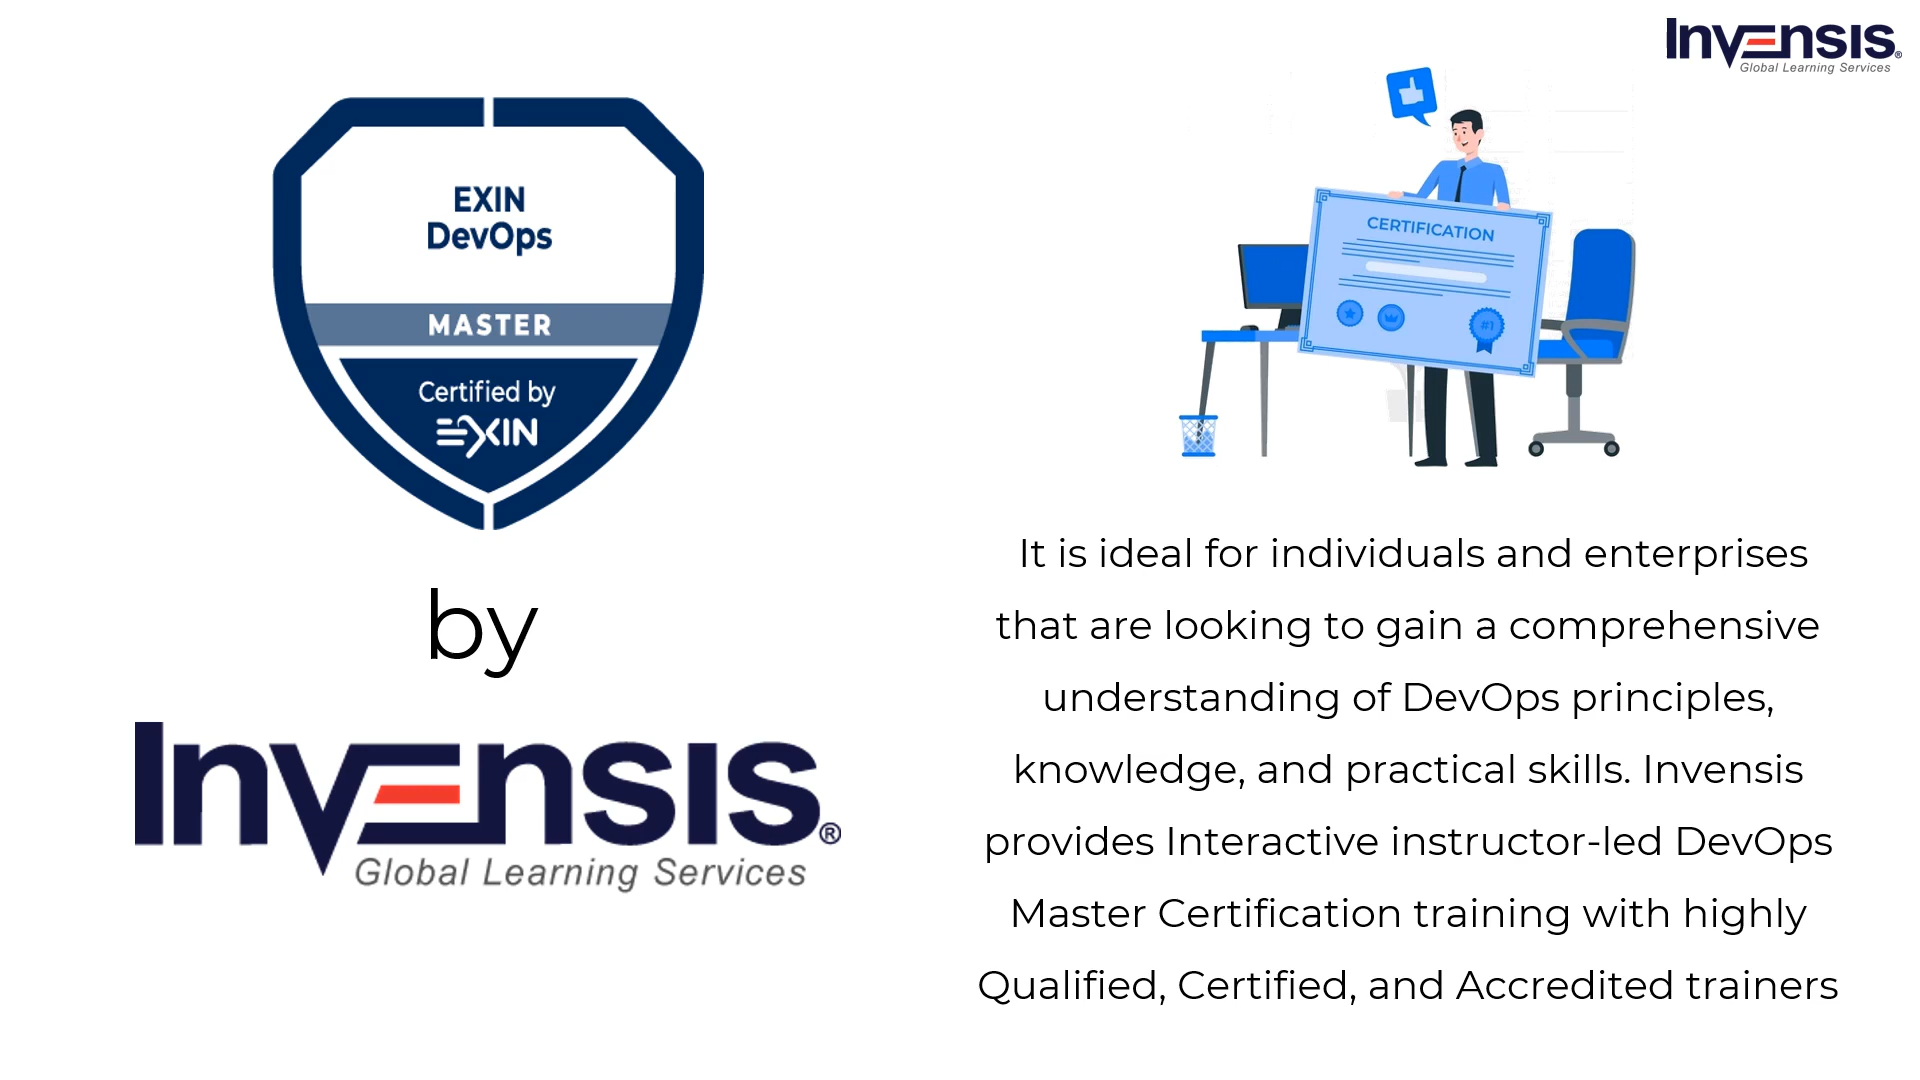 EXIN
DevOps
MASTER
Certified by
EXIN
by
Invensis®
Global Learning Services
Invensis®
Global Learning Services
CERTIFICATION
#1
It is ideal for individuals and enterprises
that are looking to gain a comprehensive
understanding of DevOps principles,
knowledge, and practical skills. Invensis
provides Interactive instructor-led DevOps
Master Certification training with highly
Qualified, Certified, and Accredited trainers